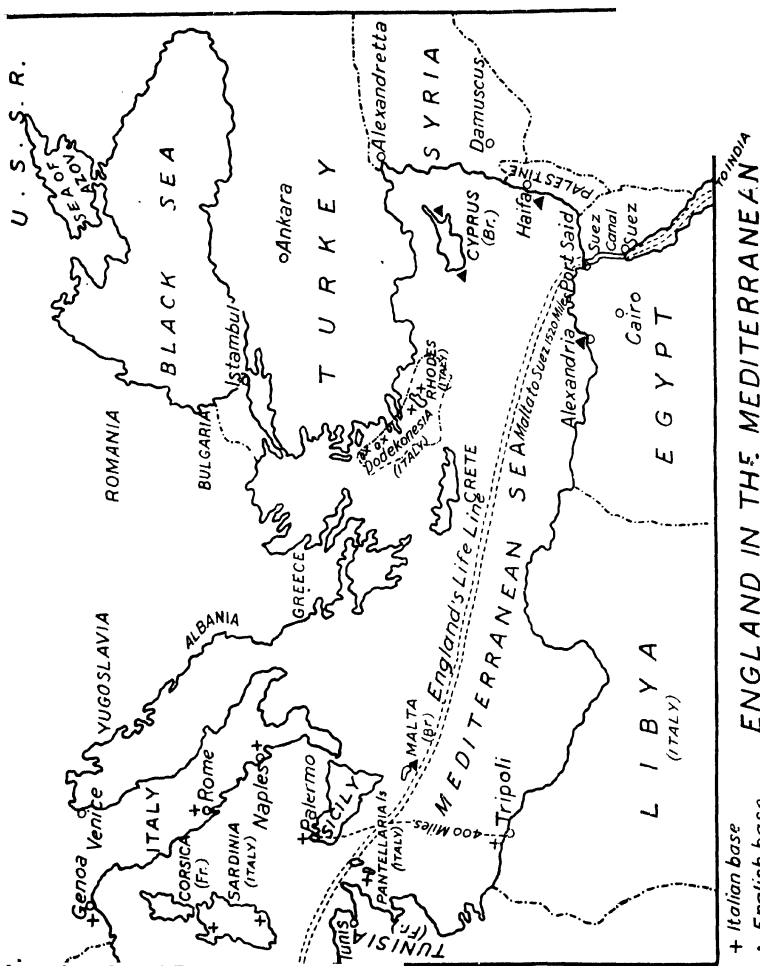 U. S. S. R.
SEA OF
AZOV
BLACK SEA
ROMANIA
BULGARIA
YUGOSLAVIA
ALBANIA
GREECE
Istambul
Ankara
TURKEY
Alexandretta
SYRIA
Damuscus
CYPRUS
(Br.)
Haifa
PALESTINE
Port Said
Suez
Canal
Suez
TO INDIA
Cairo
Alexandria
EGYPT
Dodekonesia
(ITALY)
RHODES
(ITALY)
CRETE
Genoa
Venice
ITALY
Rome
Naples
CORSICA
(Fr.)
SARDINIA
(ITALY)
Palermo
SICILY
MALTA
(Br)
England's Life Line
Malta to Suez 1520 Miles
MEDITERRANEAN SEA
PANTELLARIA Is
(ITALY)
400 Miles
Tunis
TUNISIA
(Fr.)
Tripoli
LIBYA
(ITALY)
+ Italian base
English base
ENGLAND IN THE MEDITERRANEAN